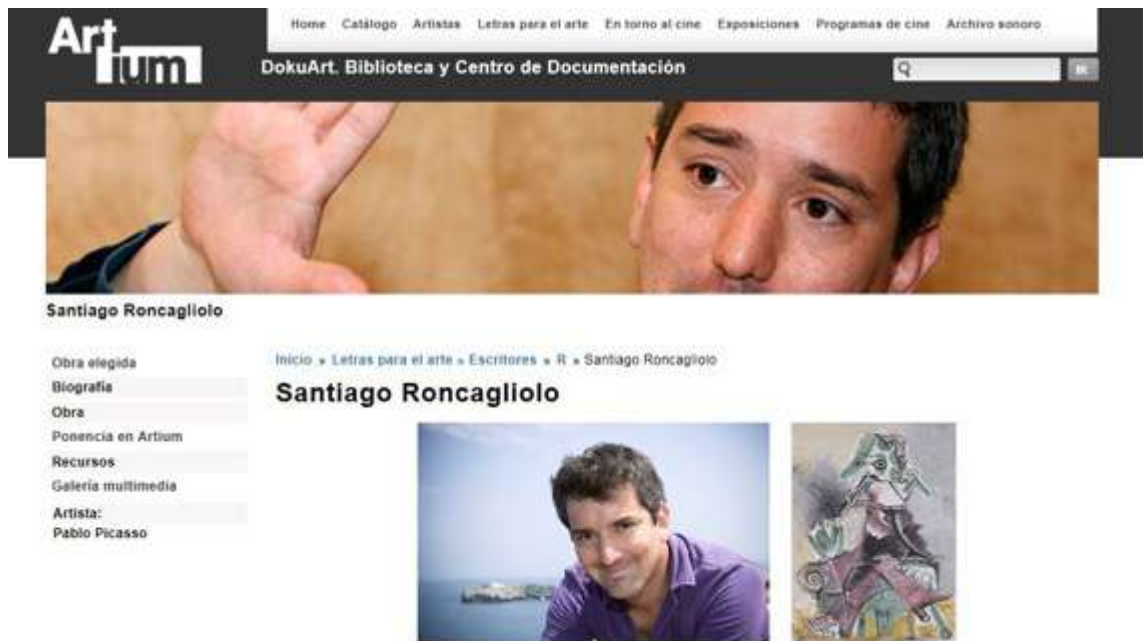 Art
ium
Home Catálogo Artistas Letras para el arte En torno al cine Exposiciones Programas de cine Archivo sonoro
DokuArt. Biblioteca y Centro de Documentación
Santiago Roncagliolo
Obra elegida
Biografía
Obra
Ponencia en Artium
Recursos
Galería multimedia
Artista:
Pablo Picasso
Inicio » Letras para el arte » Escritores » R » Santiago Roncagliolo
Santiago Roncagliolo